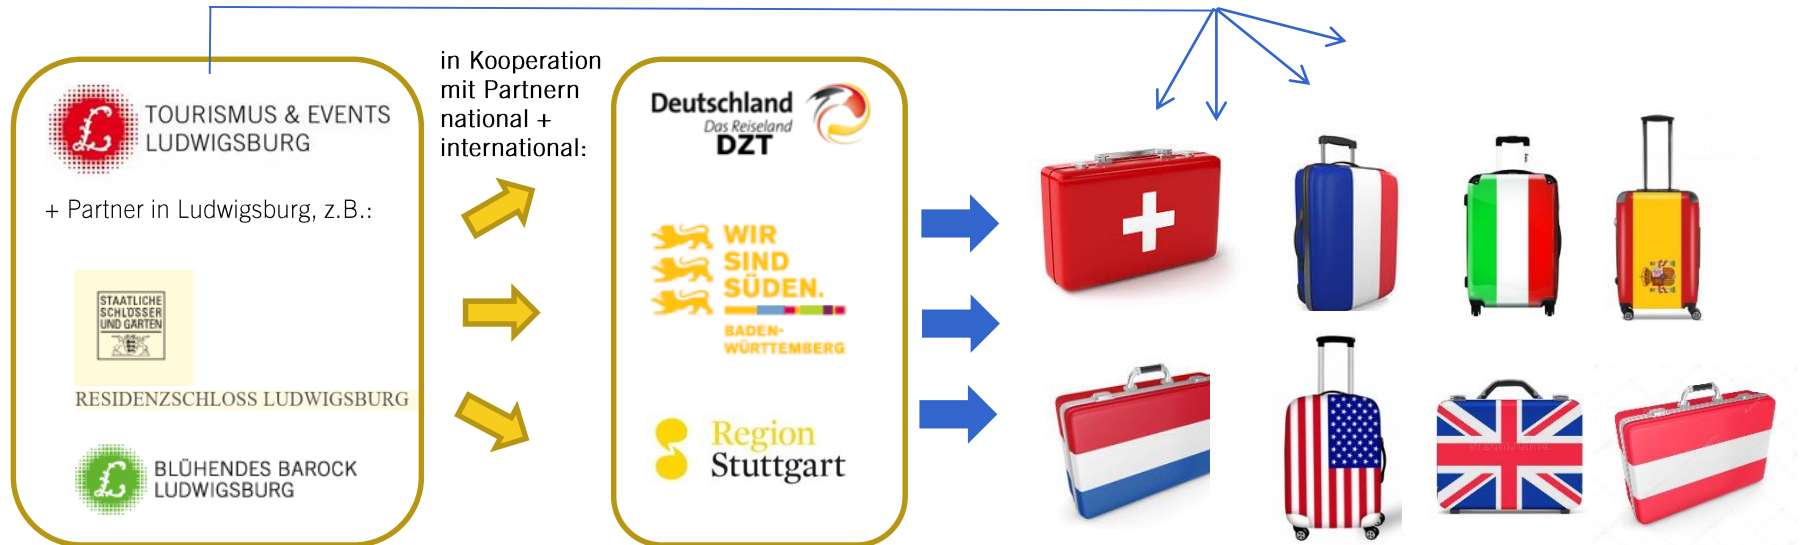 TOURISMUS & EVENTS
LUDWIGSBURG
+ Partner in Ludwigsburg, z.B.:
STAATLICHE
SCHLÖSSER
UND GÄRTEN
RESIDENZSCHLOSS LUDWIGSBURG
BLÜHENDES BAROCK
LUDWIGSBURG
in Kooperation
mit Partnern
national +
international:
Deutschland
Das Reiseland
DZT
WIR
SIND
SÜDEN.
BADEN-
WÜRTTEMBERG
Region
Stuttgart